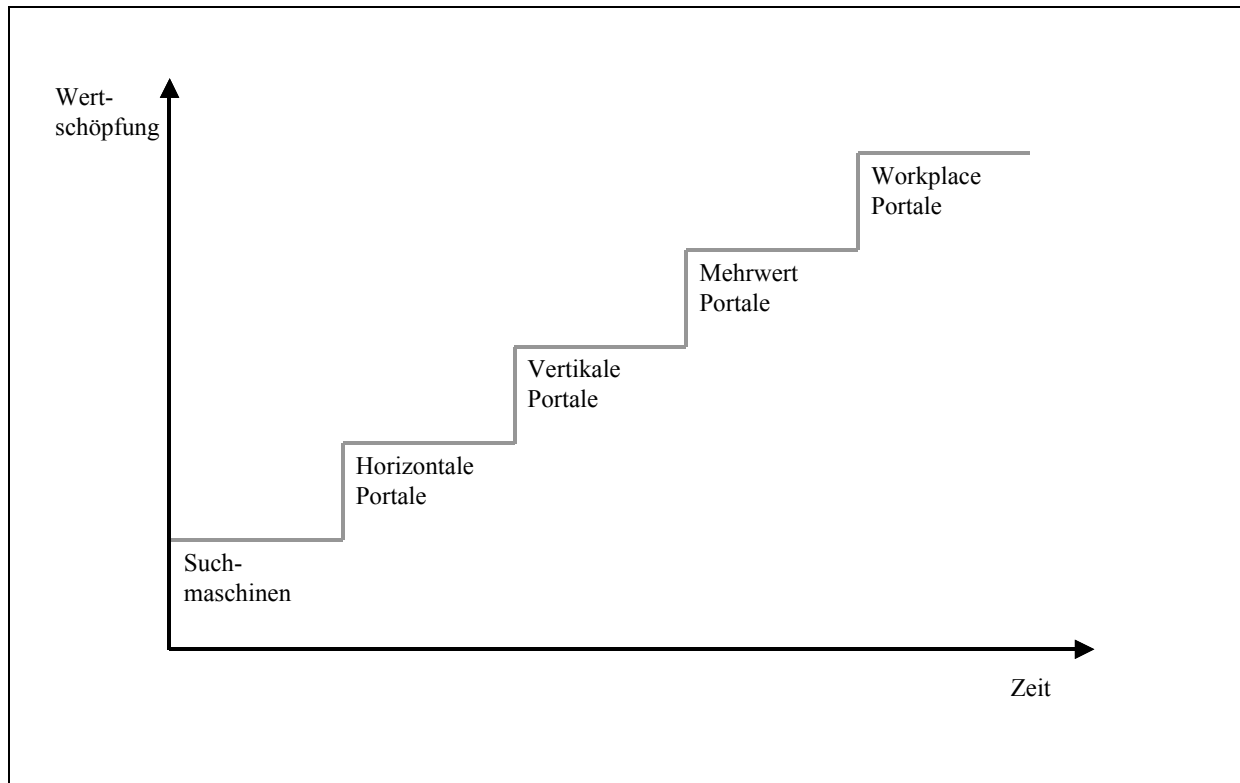 Wert-
schöpfung
Workplace
Portale
Mehrwert
Portale
Vertikale
Portale
Horizontale
Portale
Such-
maschinen
Zeit